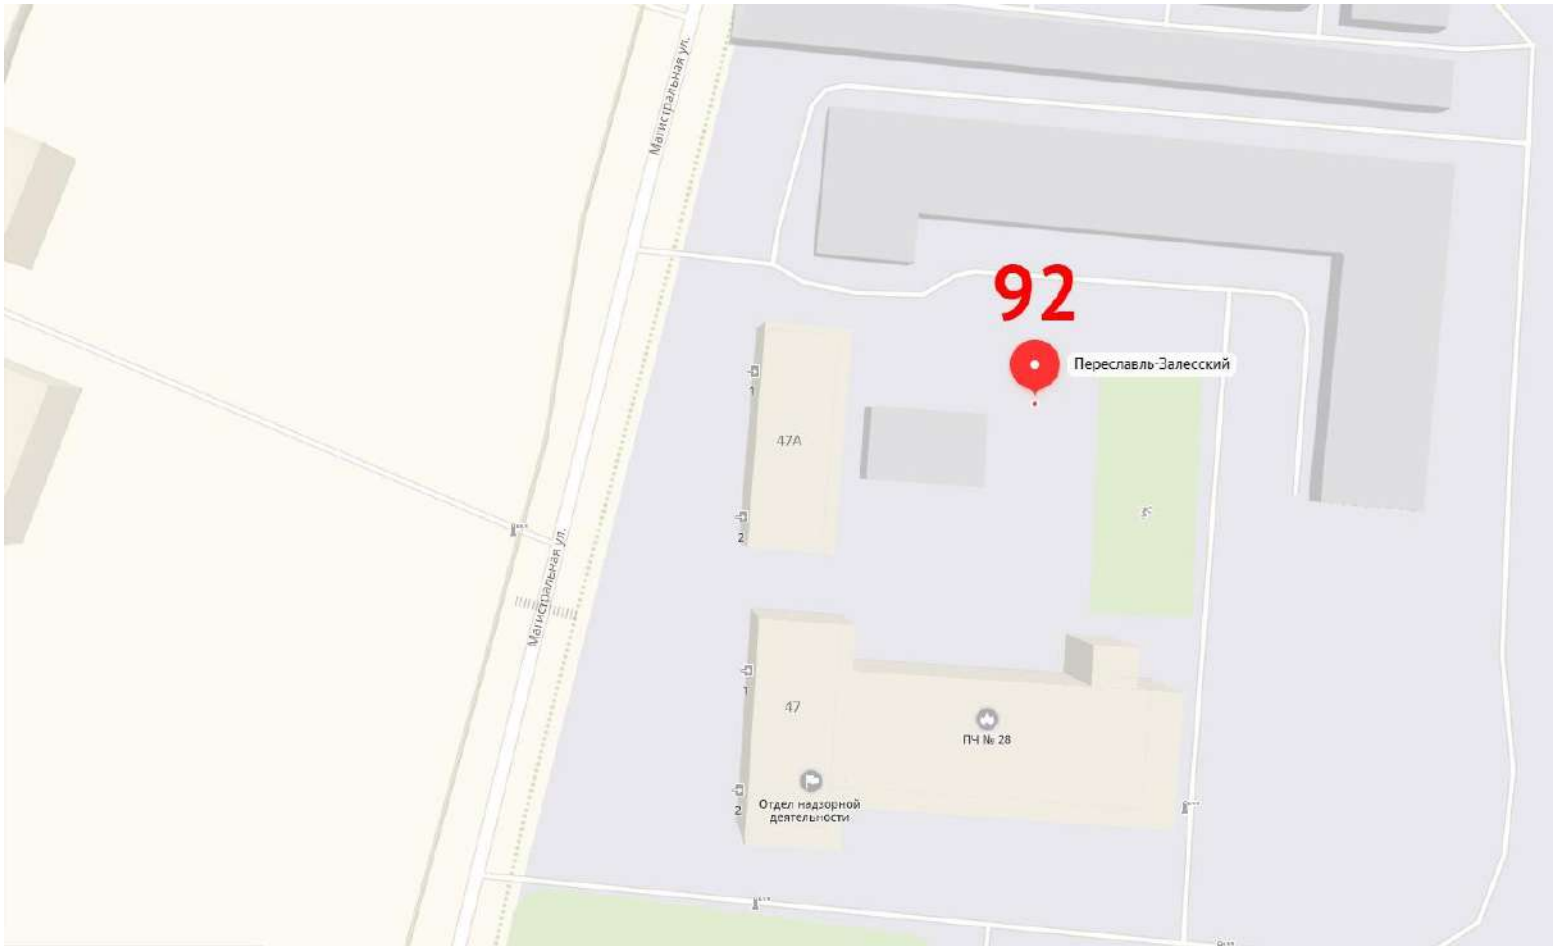 Магистральная ул.
92
Переславль-Залесский
1
47А
2
Магистральная ул.
1
47
ПЧ № 28
2
Отдел надзорной
деятельности